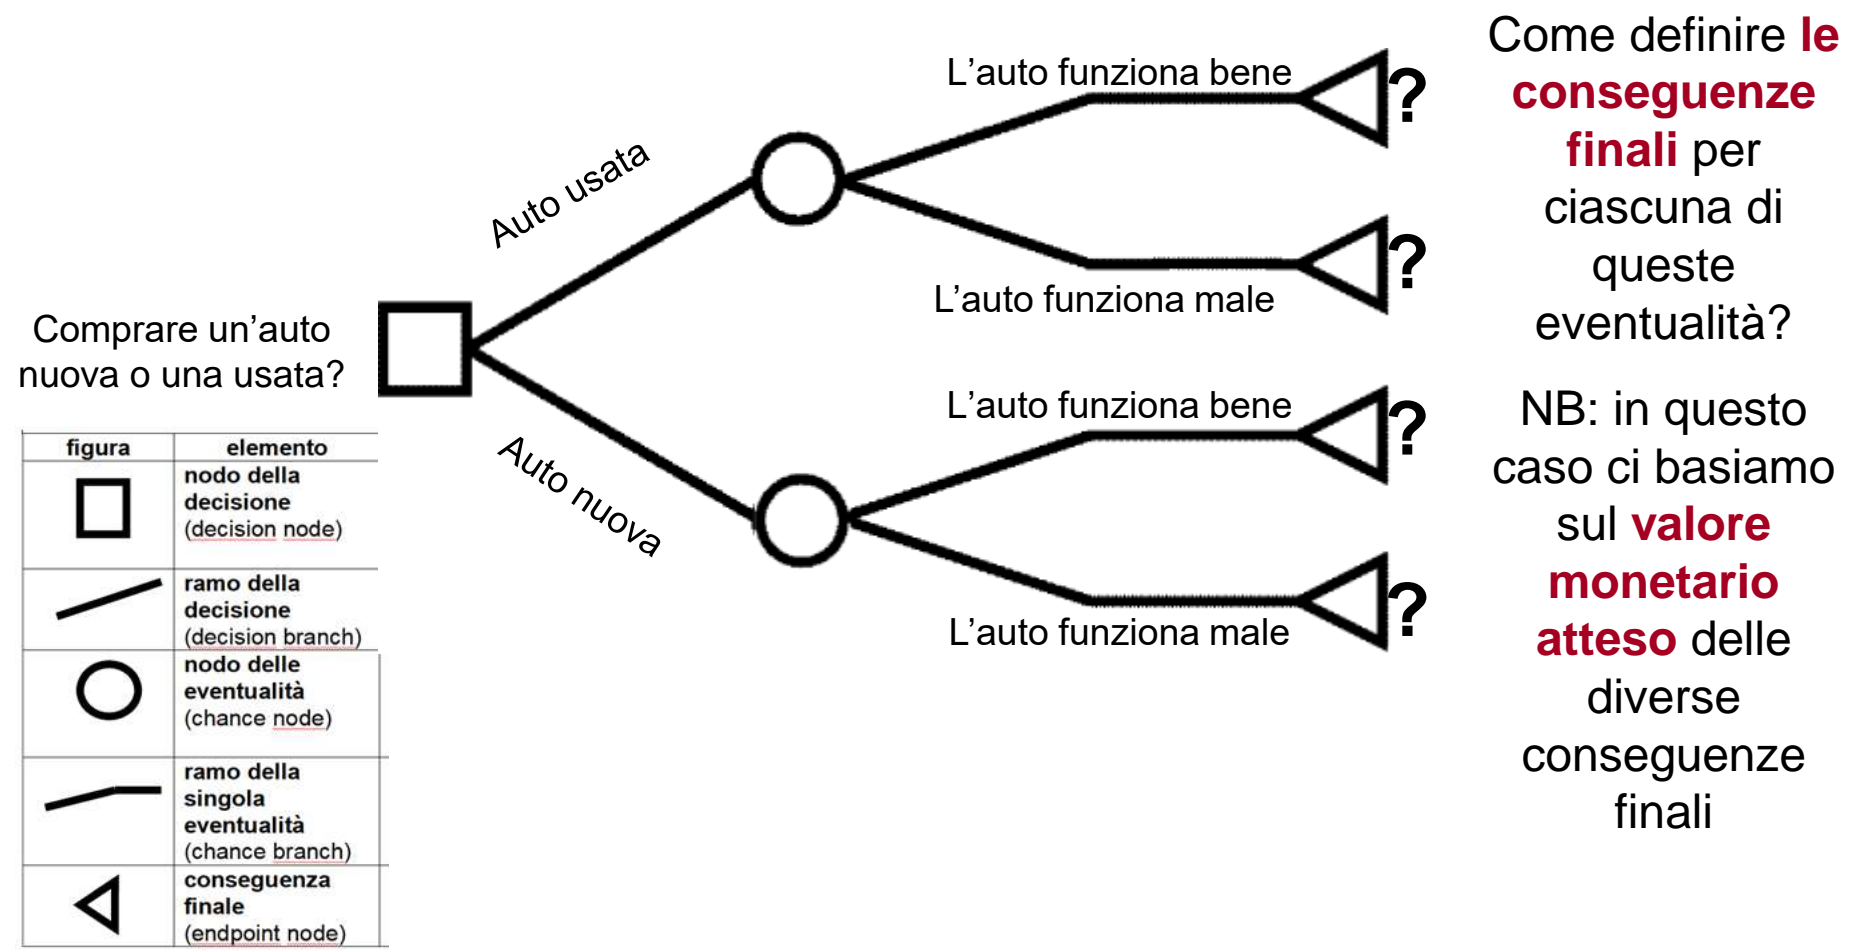 Come definire le
conseguenze
finali per
ciascuna di
queste
eventualità?
NB: in questo
caso ci basiamo
sul valore
monetario
atteso delle
diverse
conseguenze
finali
L'auto funziona bene
?
Auto usata
?
L'auto funziona male
Comprare un'auto
nuova o una usata?
L'auto funziona bene
?
Auto nuova
?
L'auto funziona male
figura elemento
nodo della
decisione
(decision node)
ramo della
decisione
(decision branch)
nodo delle
eventualità
(chance node)
ramo della
singola
eventualità
(chance branch)
conseguenza
finale
(endpoint node)